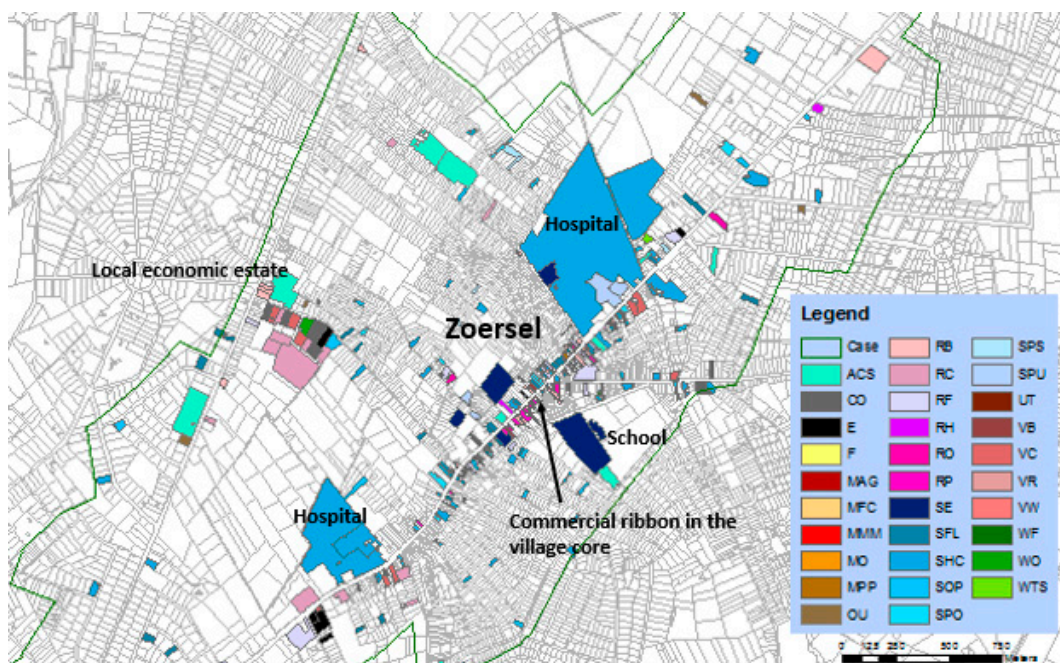 Hospital
Local economic estate
Zoersel
School
Hospital
Commercial ribbon in the
village core
Legend
Case
ACS
CO
E
F
MAG
MFC
MMM
MO
MPP
OU
RB
RC
RF
RH
RO
RP
SE
SFL
SHC
SOP
SPO
SPS
SPU
UT
VB
VC
VR
VW
WF
WO
WTS
0 125 250 500 750
Meters